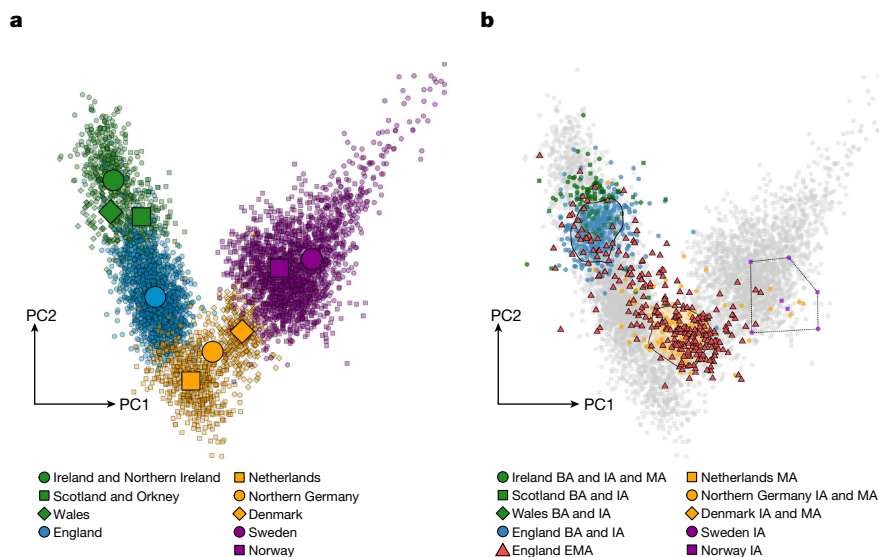 a
b
PC2
PC1
PC2
PC1
Ireland and Northern Ireland
Scotland and Orkney
Wales
England
Netherlands
Northern Germany
Denmark
Sweden
Norway
Ireland BA and IA and MA
Scotland BA and IA
Wales BA and IA
England BA and IA
England EMA
Netherlands MA
Northern Germany IA and MA
Denmark IA and MA
Sweden IA
Norway IA